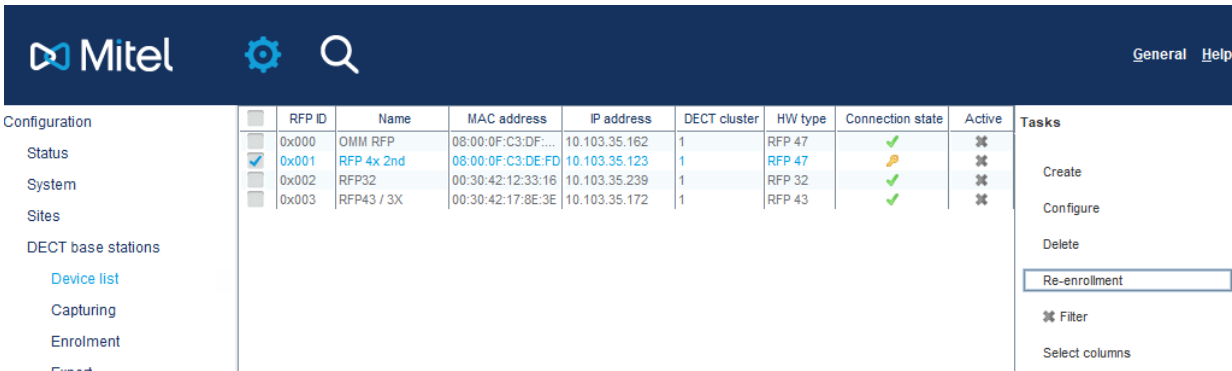 Mitel
General Help
Configuration
Status
System
Sites
DECT base stations
Device list
Capturing
Enrolment
RFP ID Name MAC address IP address DECT cluster HW type Connection state Active
0x000 OMM RFP 08:00:0F:C3:DF:... 10.103.35.162 1 RFP 47
0x001 RFP 4x 2nd 08:00:0F:C3:DE:FD 10.103.35.123 1 RFP 47
0x002 RFP32 00:30:42:12:33:16 10.103.35.239 1 RFP 32
0x003 RFP43 / 3X 00:30:42:17:8E:3E 10.103.35.172 1 RFP 43
Tasks
Create
Configure
Delete
Re-enrollment
Filter
Select columns